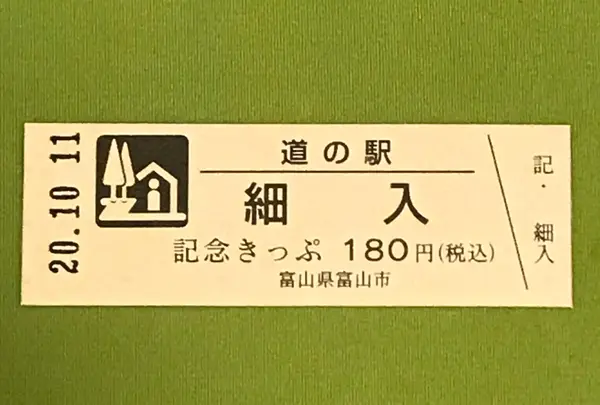 20.10 11
道の駅
細入
記念きっぷ 180円(税込)
富山県富山市
記・細入